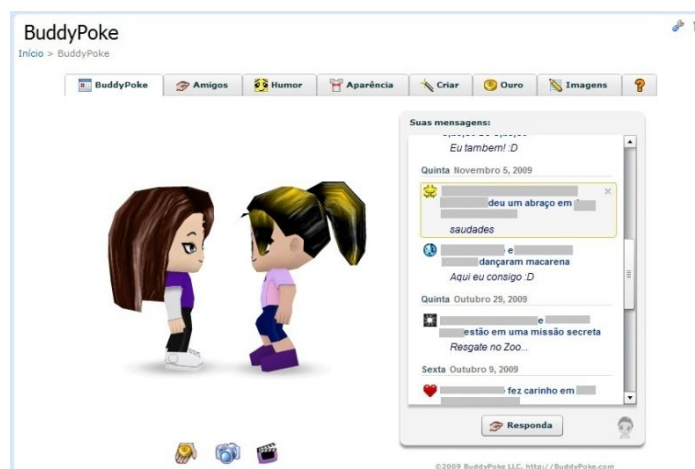 BuddyPoke
Início > BuddyPoke
BuddyPoke Amigos Humor Aparência Criar Ouro Imagens ?
Suas mensagens:
Eu tambem! :D
Quinta Novembro 5, 2009
deu um abraço em
saudades
e
dançaram macarena
Aqui eu consigo :D
Quinta Outubro 29, 2009
e
estão em uma missão secreta
Resgate no Zoo...
Sexta Outubro 9, 2009
fez carinho em
Responda
©2009 BuddyPoke LLC, http://BuddyPoke.com